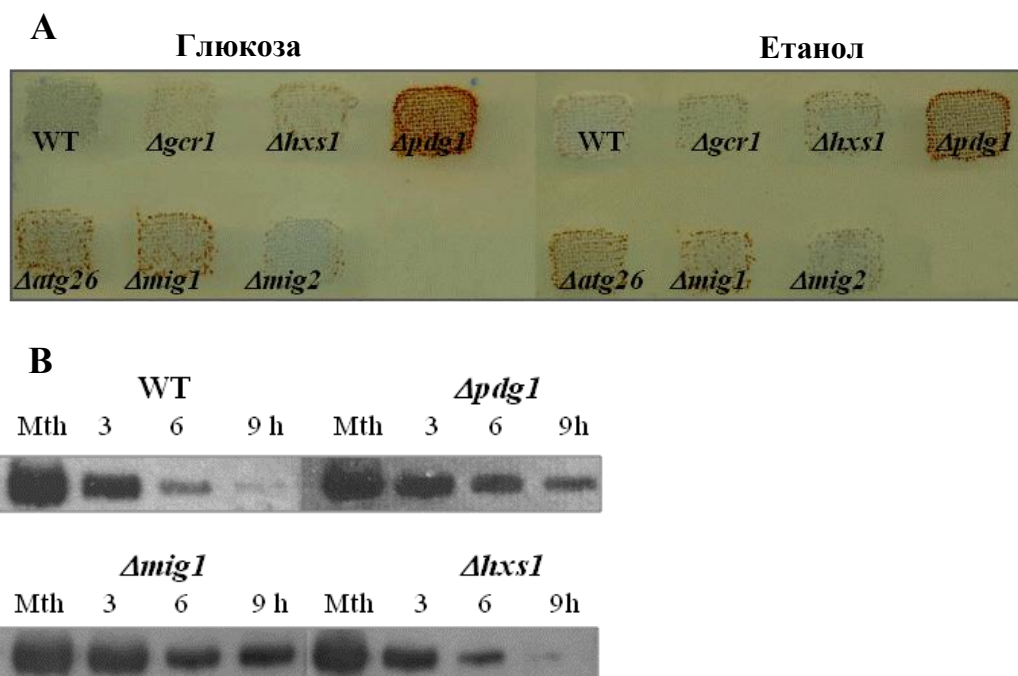 A
Глюкоза Етанол
WT Δgcr1 Δhxs1 Δpdg1 WT Δgcr1 Δhxs1 Δpdg1
Δatg26 Δmig1 Δmig2 Δatg26 Δmig1 Δmig2
B
WT Δpdg1
Mth 3 6 9 h Mth 3 6 9h
Δmig1 Δhxs1
Mth 3 6 9 h Mth 3 6 9h